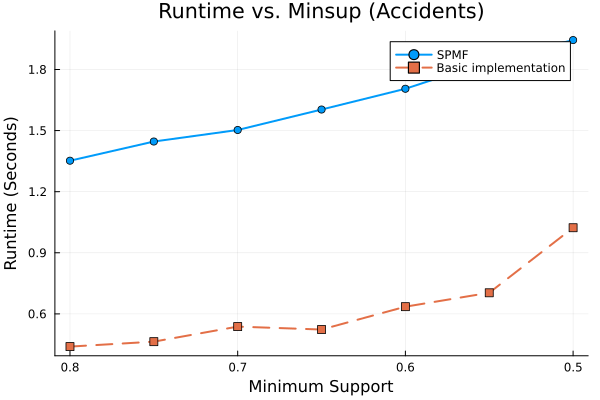 Runtime vs. Minsup (Accidents)
SPMF
Basic implementation
Runtime (Seconds)
1.8
1.5
1.2
0.9
0.6
0.8
0.7
0.6
0.5
Minimum Support